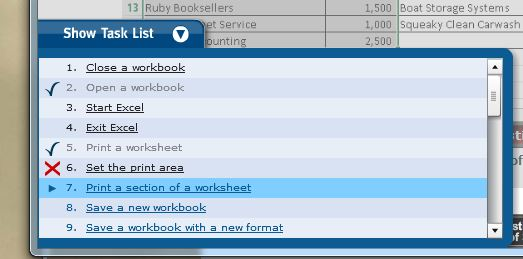 13 Ruby Booksellers 1,500 Boat Storage Systems
et Service 1,000 Squeaky Clean Carwash
ounting 2,500
Show Task List
1. Close a workbook
2. Open a workbook
3. Start Excel
4. Exit Excel
5. Print a worksheet
6. Set the print area
7. Print a section of a worksheet
8. Save a new workbook
9. Save a workbook with a new format